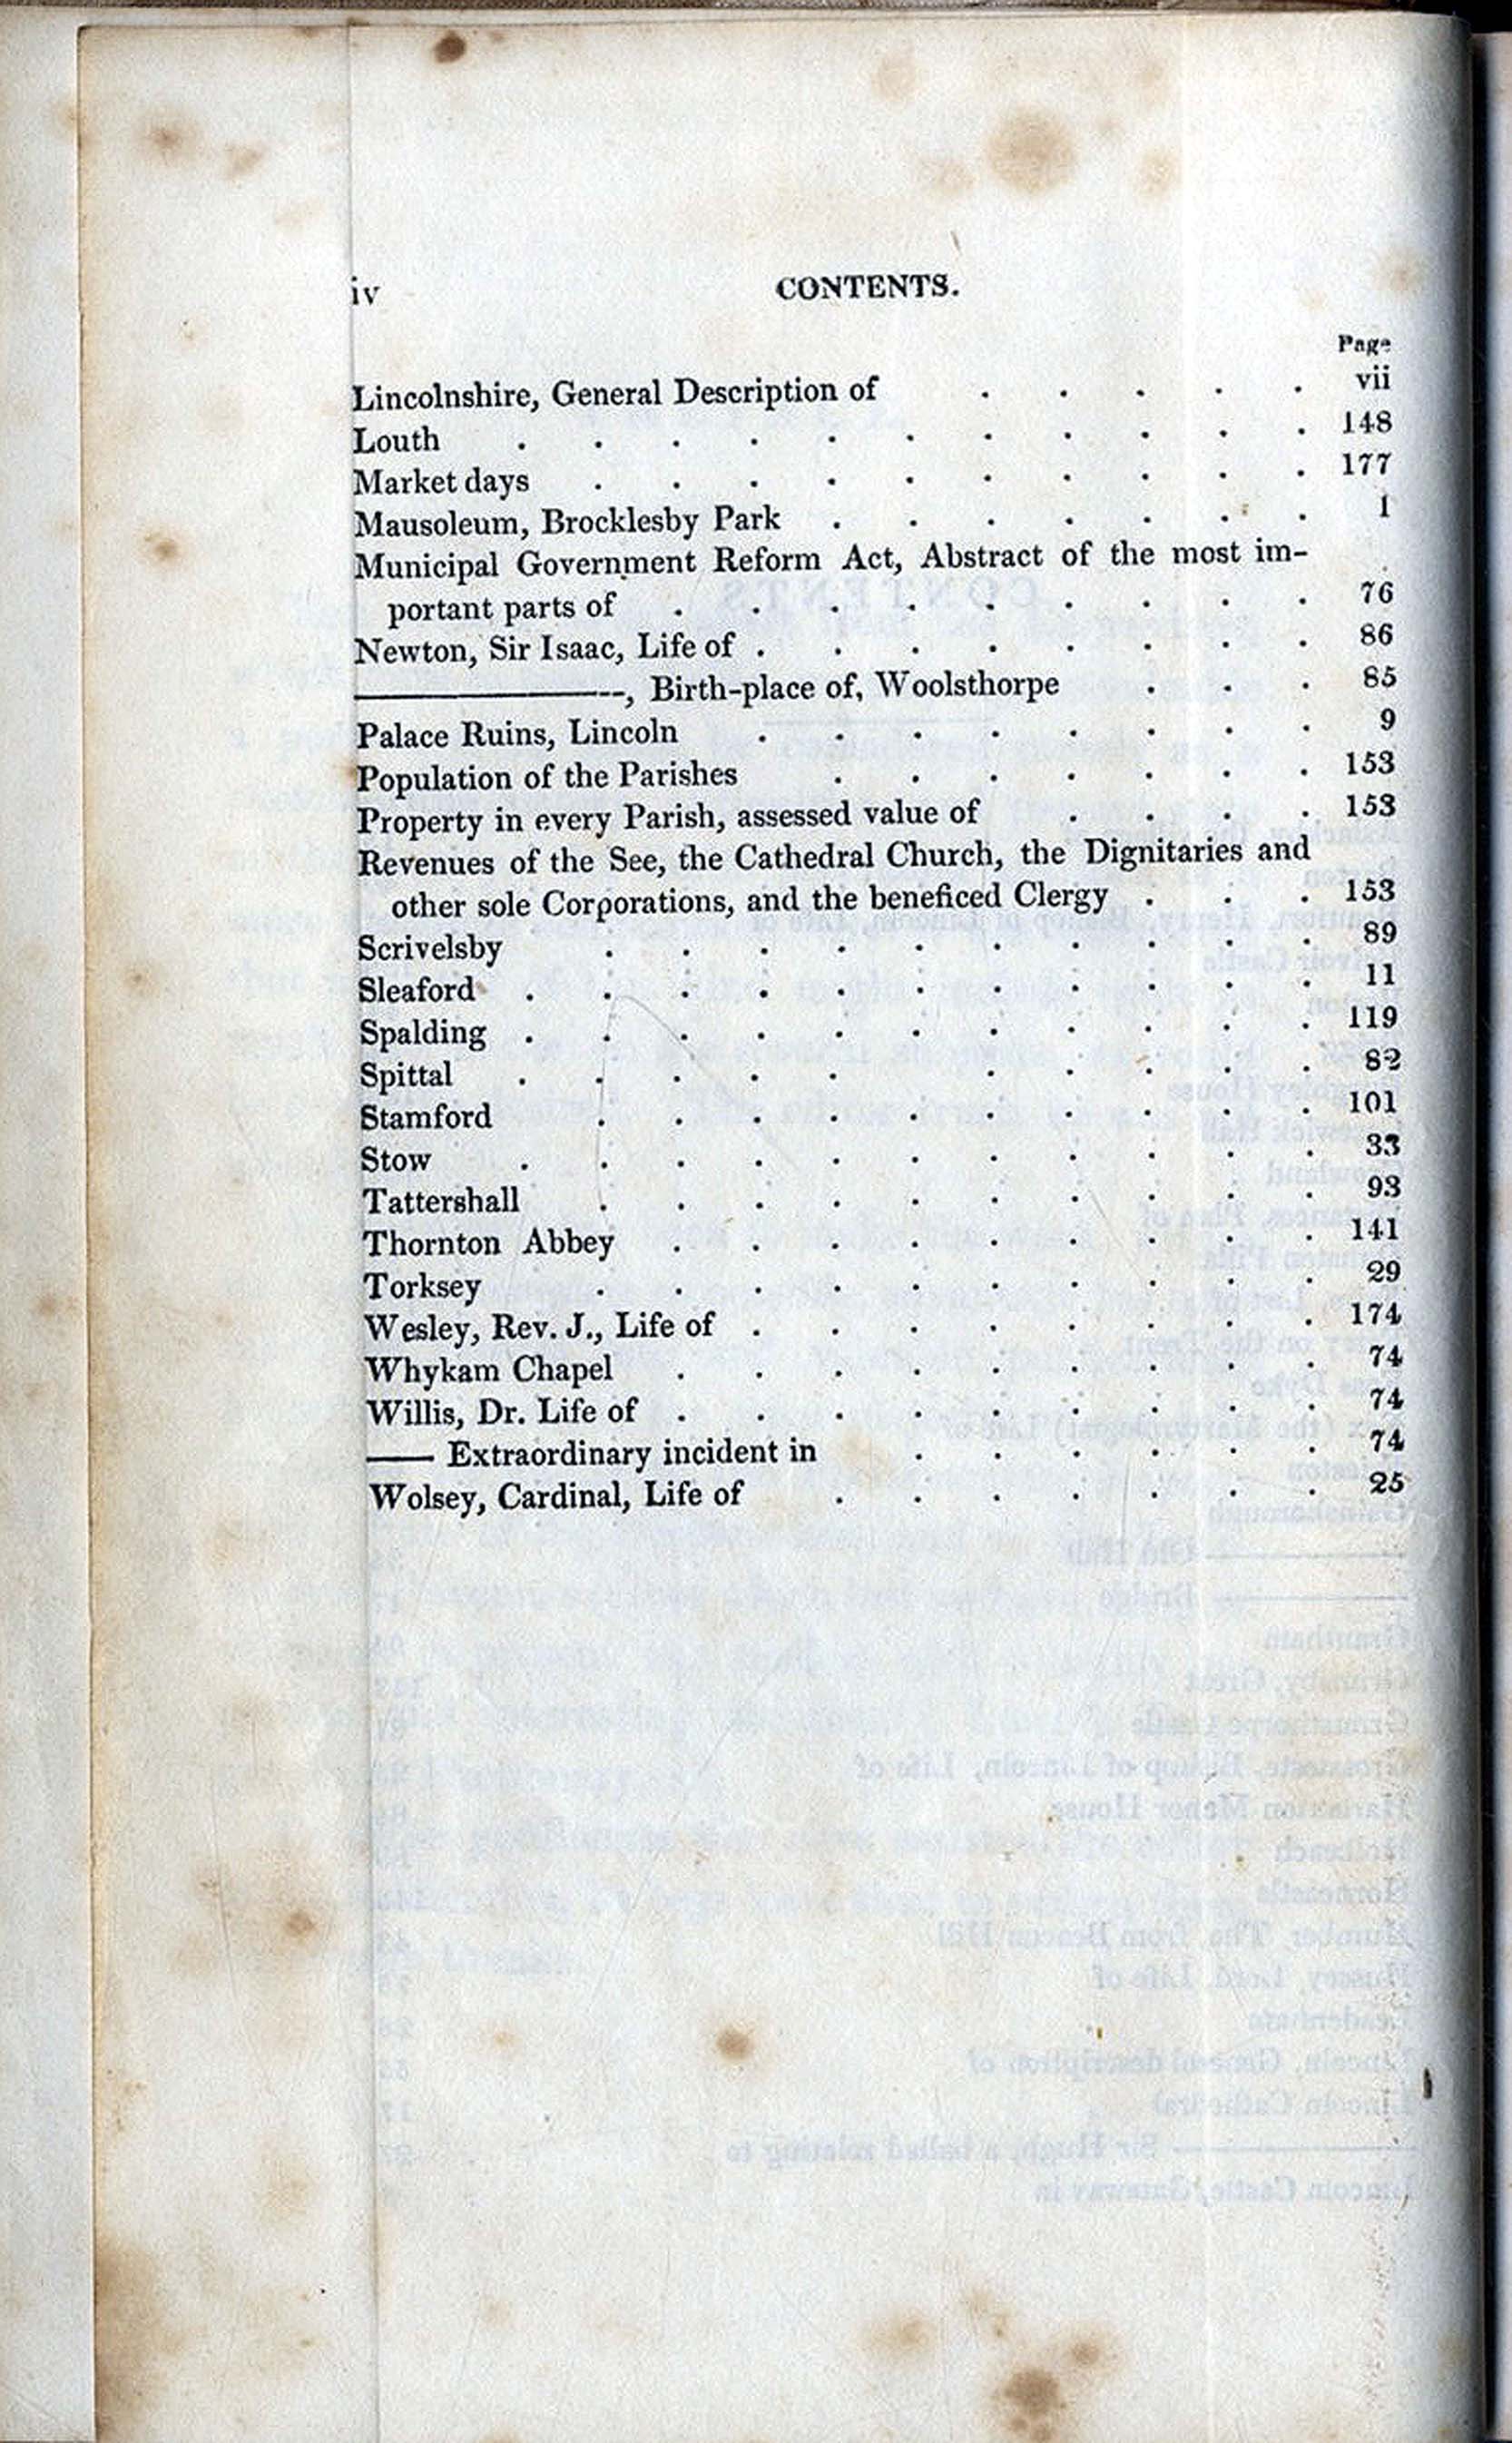 iv CONTENTS.
Page
Lincolnshire, General Description of . . . . . vii
Louth . . . . . . . . . . . 148
Market days . . . . . . . . . . 177
Mausoleum, Brocklesby Park . . . . . . . 1
Municipal Government Reform Act, Abstract of the most im-
portant parts of . . . . . . . . . 76
Newton, Sir Isaac, Life of . . . . . . . . 86
———————, Birth-place of, Woolsthorpe . . . 85
Palace Ruins, Lincoln . . . . . . . . 9
Population of the Parishes . . . . . . . 153
Property in every Parish, assessed value of . . . . 153
Revenues of the See, the Cathedral Church, the Dignitaries and
other sole Corporations, and the beneficed Clergy . . . 153
Scrivelsby . . . . . . . . . . 89
Sleaford . . . . . . . . . . . 11
Spalding . . . . . . . . . . . 119
Spittal . . . . . . . . . . 82
Stamford . . . . . . . . . . 101
Stow . . . . . . . . . . . 33
Tattershall . . . . . . . . . . 93
Thornton Abbey . . . . . . . . . 141
Torksey . . . . . . . . . . 29
Wesley, Rev. J., Life of . . . . . . . . 174
Whykam Chapel . . . . . . . . . 74
Willis, Dr. Life of . . . . . . . . . 74
—— Extraordinary incident in . . . . . . 74
Wolsey, Cardinal, Life of . . . . . . . 25